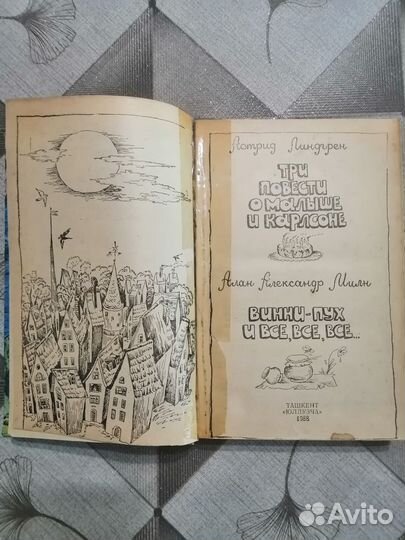 Астрид Линдгрен
ТРИ
ПОВЕСТИ
О МАЛЫШЕ
И КАРЛСОНЕ
Алан Александр Милн
ВИННИ-ПУХ
И ВСЕ, ВСЕ, ВСЕ...
ТАШКЕНТ
«ЮЛДУЗЧА»
1988
Avito